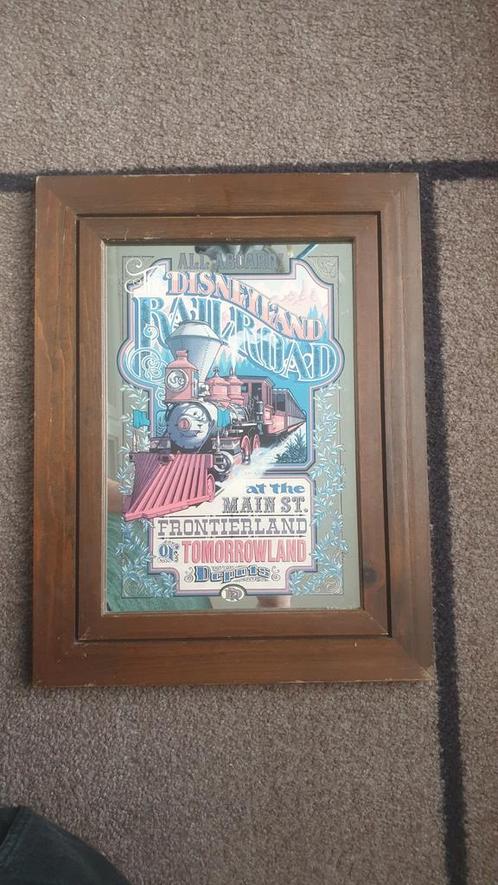 ALL ABOARD
DISNEYLAND
RAILROAD
at the
MAIN ST.
FRONTIERLAND
or TOMORROWLAND
Depots